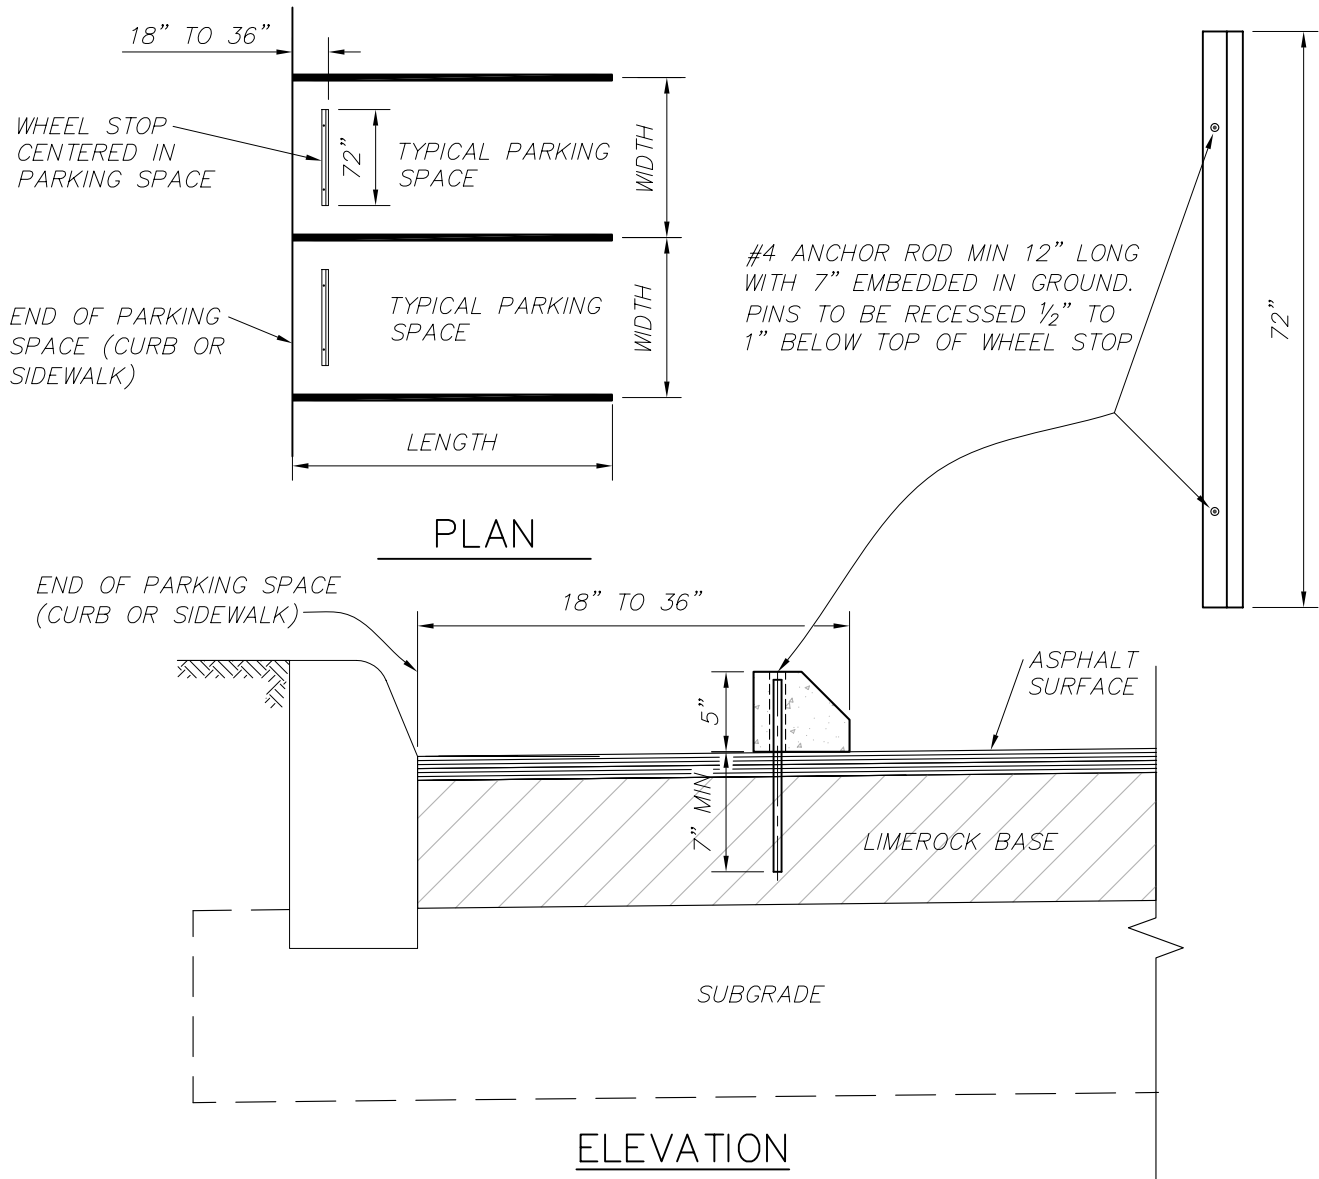 18” TO 36”
WHEEL STOP
CENTERED IN
PARKING SPACE
72”
TYPICAL PARKING
SPACE
WIDTH
END OF PARKING
SPACE (CURB OR
SIDEWALK)
TYPICAL PARKING
SPACE
WIDTH
LENGTH
PLAN
#4 ANCHOR ROD MIN 12” LONG
WITH 7” EMBEDDED IN GROUND.
PINS TO BE RECESSED ½” TO
1” BELOW TOP OF WHEEL STOP
72”
END OF PARKING SPACE
(CURB OR SIDEWALK)
18” TO 36”
5”
7” MIN
ASPHALT
SURFACE
LIMEROCK BASE
SUBGRADE
ELEVATION